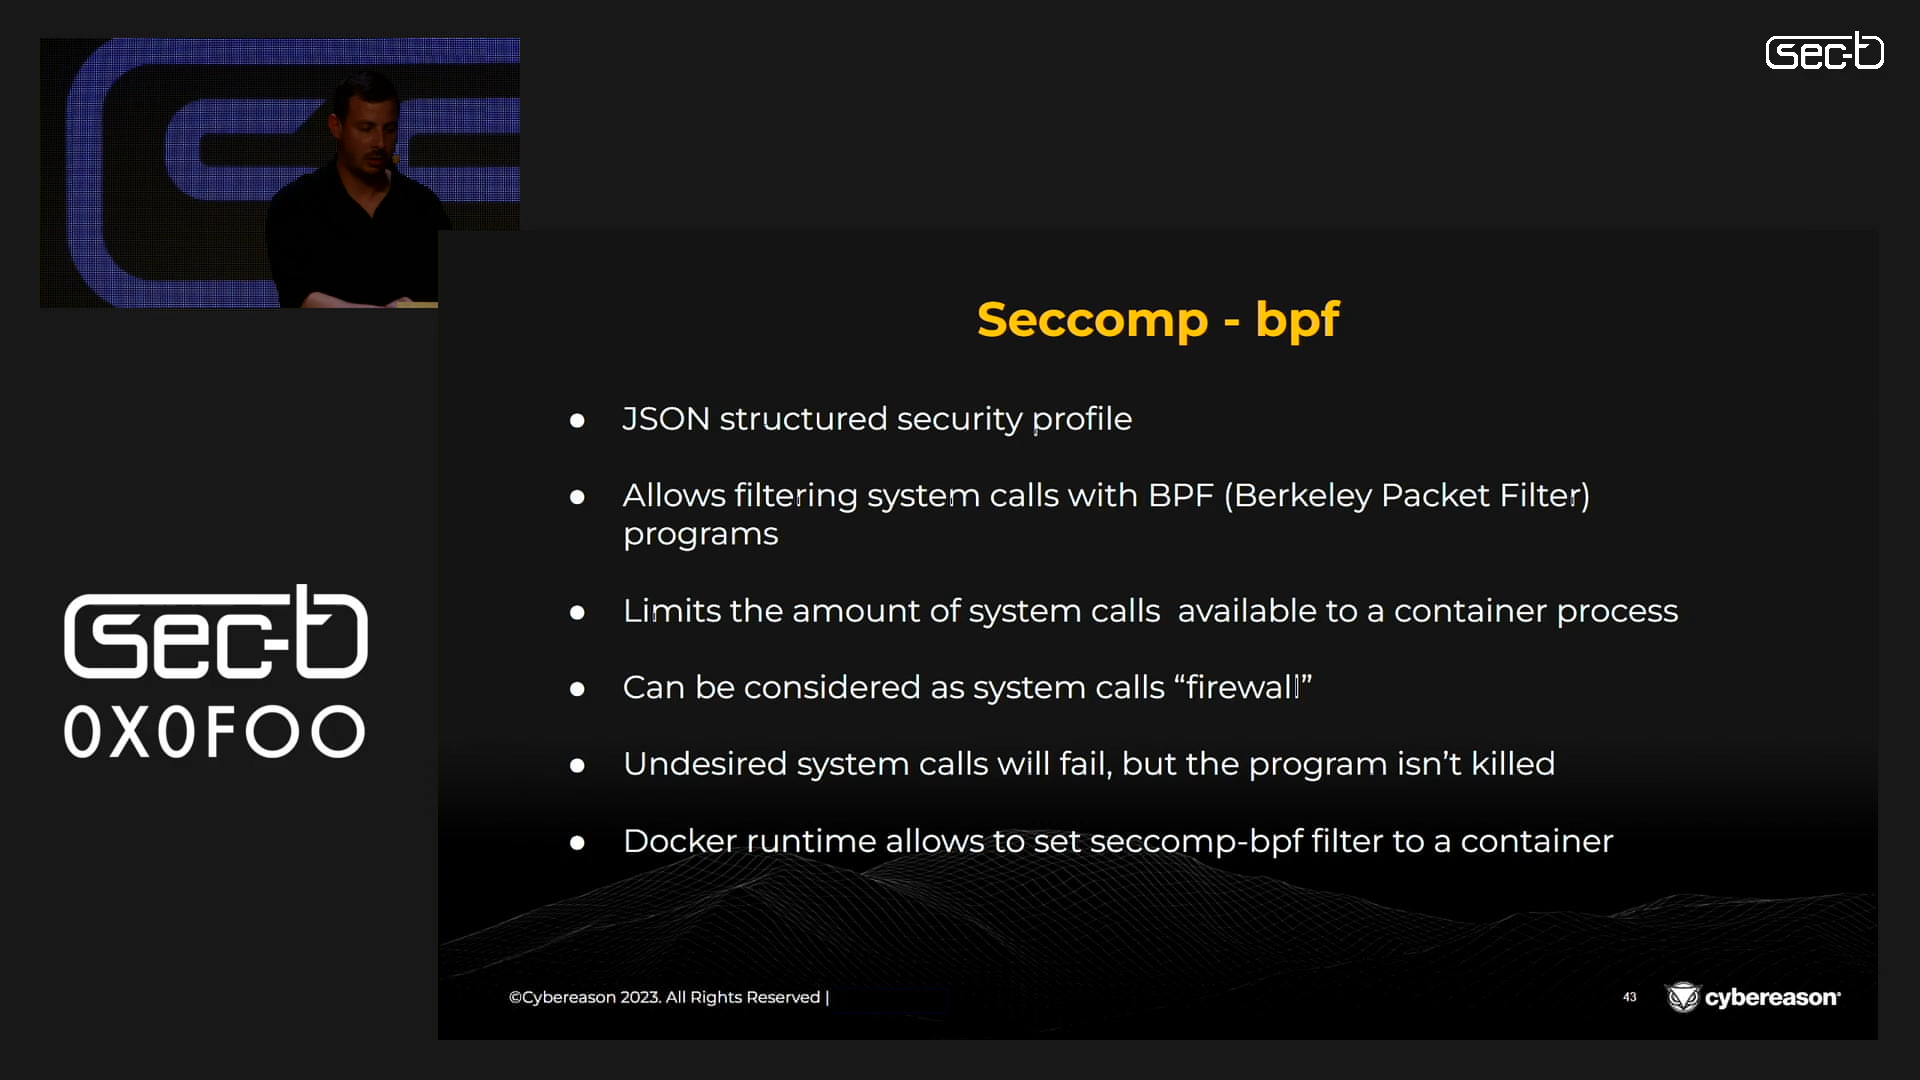 sec-t
Seccomp - bpf
● JSON structured security profile
● Allows filtering system calls with BPF (Berkeley Packet Filter)
programs
● Limits the amount of system calls  available to a container process
● Can be considered as system calls “firewall”
● Undesired system calls will fail, but the program isn’t killed
● Docker runtime allows to set seccomp-bpf filter to a container
sec-t
0X0F00
©Cybereason 2023. All Rights Reserved |
43
cybereason®